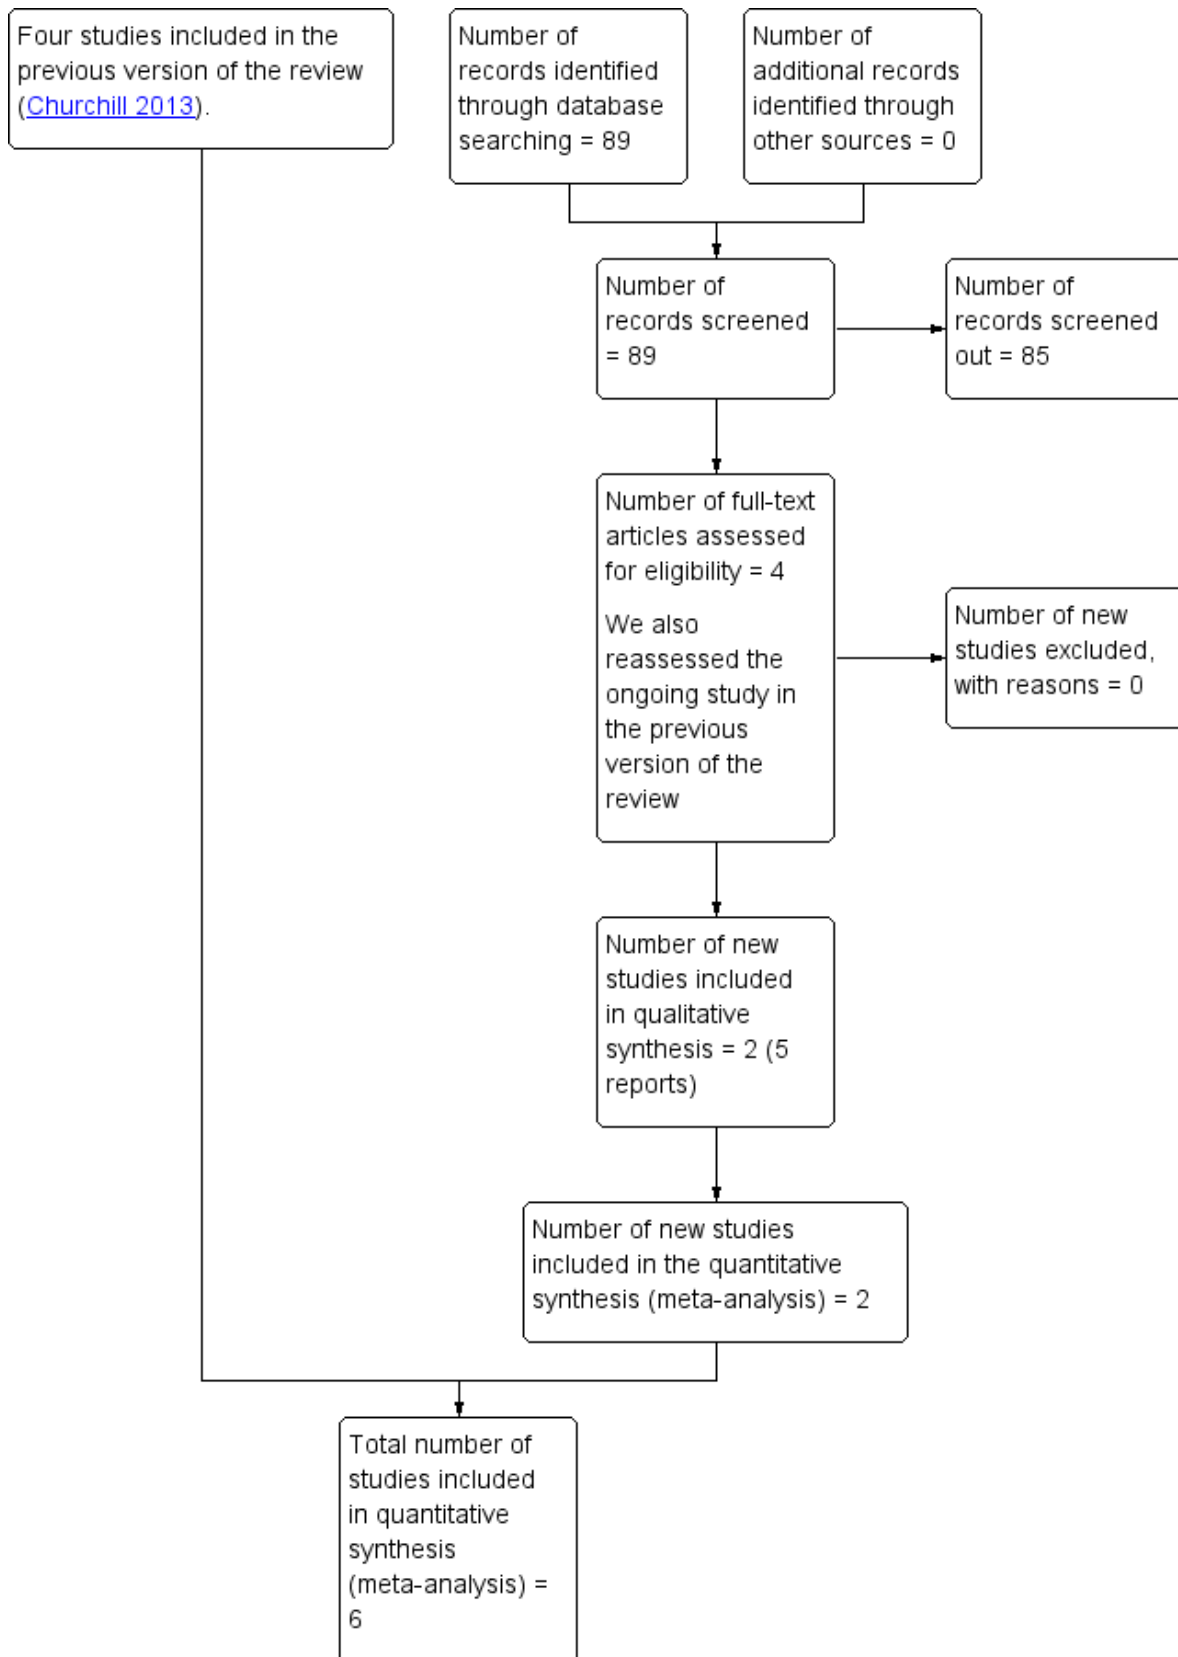 Four studies included in the
previous version of the review
(Churchill 2013).
Number of
records identified
through database
searching = 89
Number of
additional records
identified through
other sources = 0
Number of
records screened
= 89
Number of
records screened
out = 85
Number of full-text
articles assessed
for eligibility = 4
We also
reassessed the
ongoing study in
the previous
version of the
review
Number of new
studies excluded,
with reasons = 0
Number of new
studies included
in qualitative
synthesis = 2 (5
reports)
Number of new studies
included in the quantitative
synthesis (meta-analysis) = 2
Total number of
studies included
in quantitative
synthesis
(meta-analysis) =
6